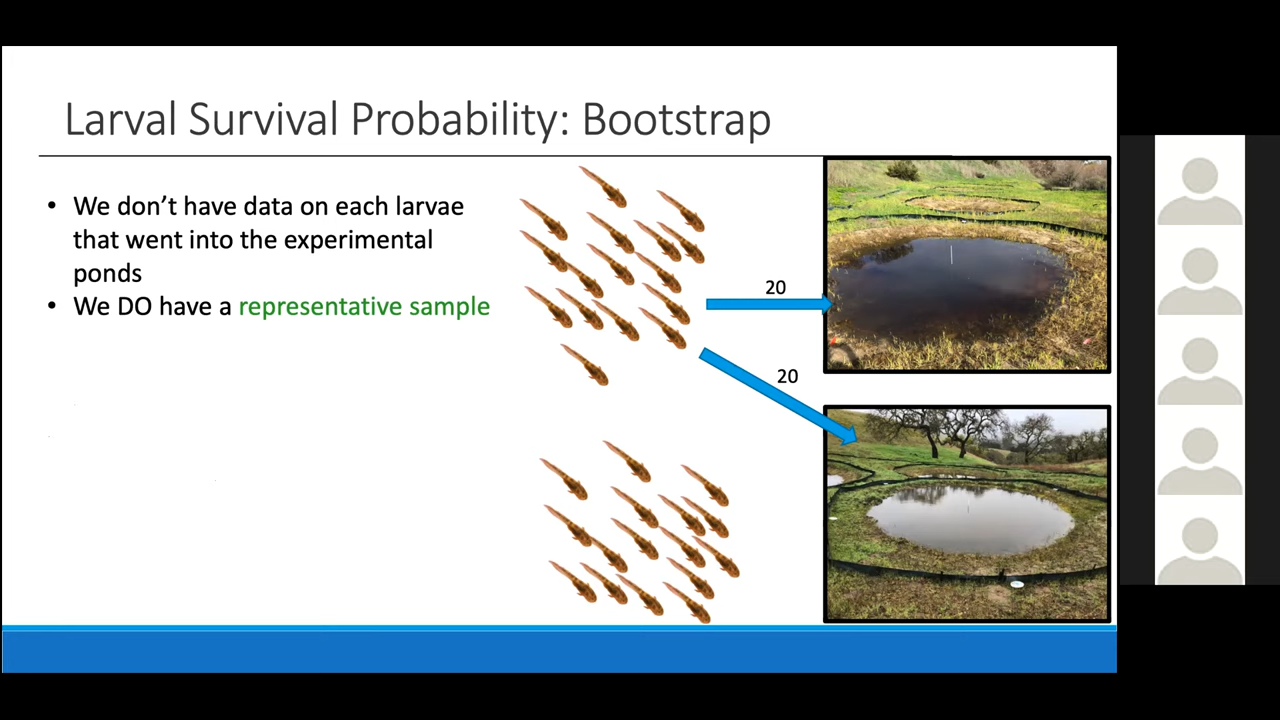 Larval Survival Probability: Bootstrap
• We don't have data on each larvae
that went into the experimental
ponds
• We DO have a representative sample
20
20